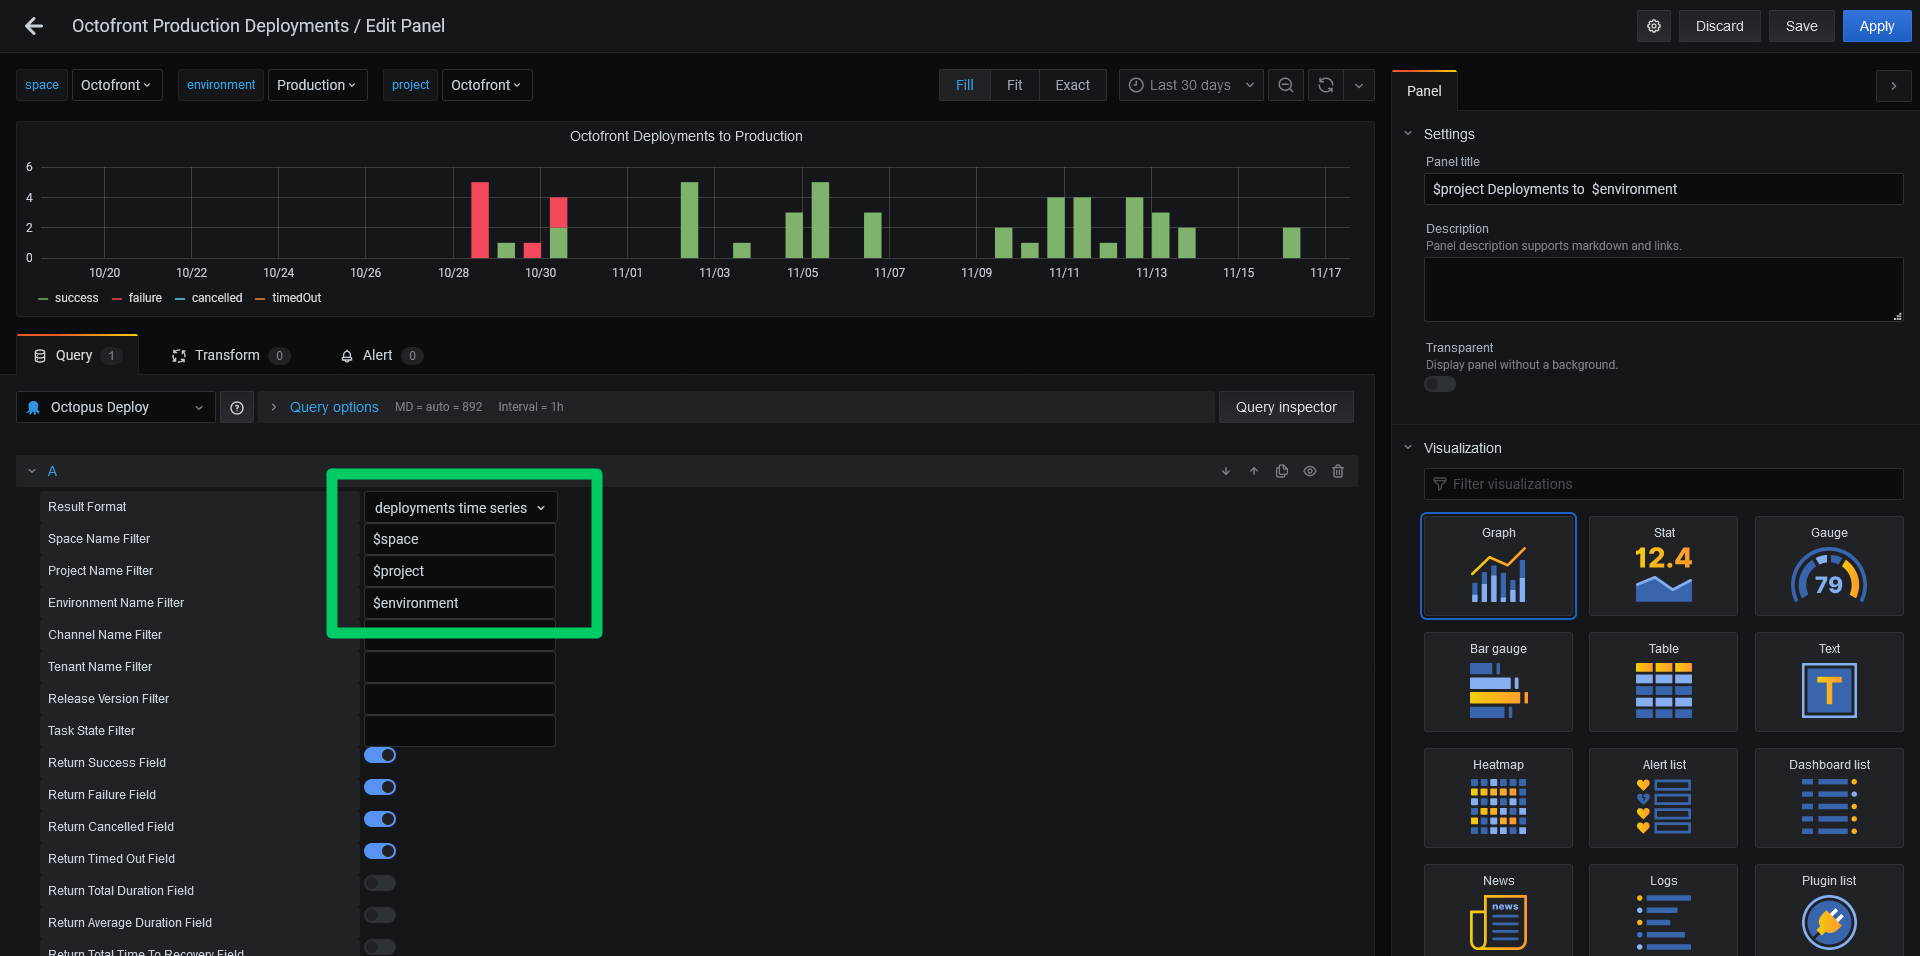 Octofront Production Deployments / Edit Panel
Discard
Save
Apply
space
Octofront
environment
Production
project
Octofront
Fill
Fit
Exact
Last 30 days
Octofront Deployments to Production
6
4
2
0
10/20
10/22
10/24
10/26
10/28
10/30
11/01
11/03
11/05
11/07
11/09
11/11
11/13
11/15
11/17
success
failure
cancelled
timedOut
Query
1
Transform
0
Alert
0
Octopus Deploy
Query options
MD = auto = 892
Interval = 1h
Query inspector
A
Result Format
deployments time series
Space Name Filter
$space
Project Name Filter
$project
Environment Name Filter
$environment
Channel Name Filter
Tenant Name Filter
Release Version Filter
Task State Filter
Return Success Field
Return Failure Field
Return Cancelled Field
Return Timed Out Field
Return Total Duration Field
Return Average Duration Field
Return Total Time To Recovery Field
Panel
Settings
Panel title
$project Deployments to  $environment
Description
Panel description supports markdown and links.
Transparent
Display panel without a background.
Visualization
Filter visualizations
Graph
Stat
12.4
Gauge
79
Bar gauge
Table
Text
T
Heatmap
Alert list
Dashboard list
News
news
Logs
Plugin list